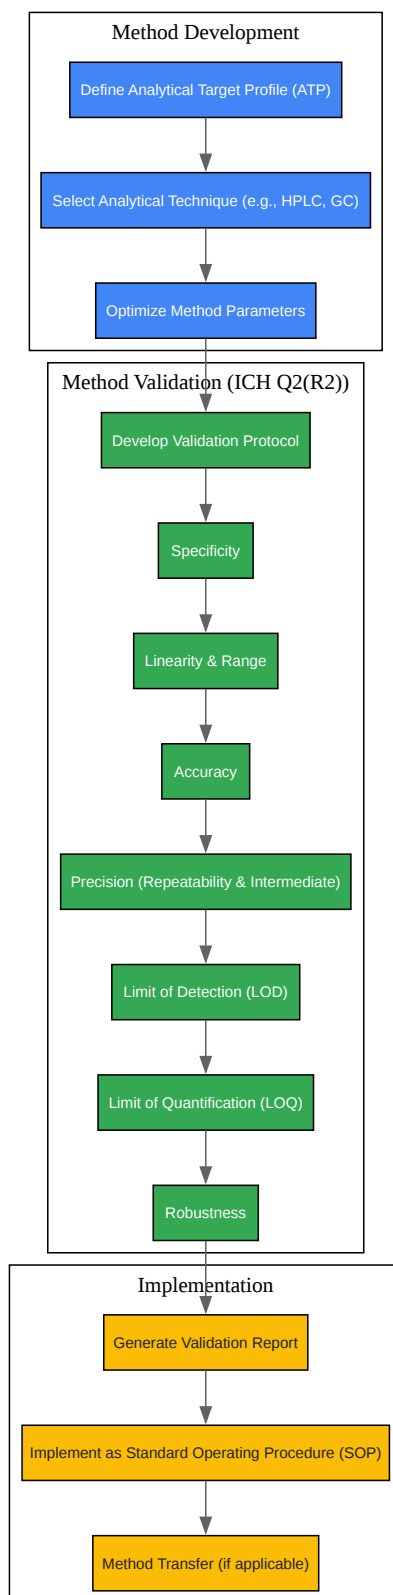 Method Development
Define Analytical Target Profile (ATP)
Select Analytical Technique (e.g., HPLC, GC)
Optimize Method Parameters
Method Validation (ICH Q2(R2))
Develop Validation Protocol
Specificity
Linearity & Range
Accuracy
Precision (Repeatability & Intermediate)
Limit of Detection (LOD)
Limit of Quantification (LOQ)
Robustness
Implementation
Generate Validation Report
Implement as Standard Operating Procedure (SOP)
Method Transfer (if applicable)